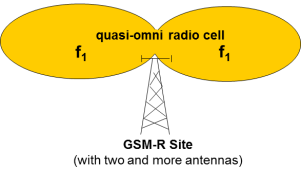 quasi-omni radio cell
f1 f1
GSM-R Site
(with two and more antennas)